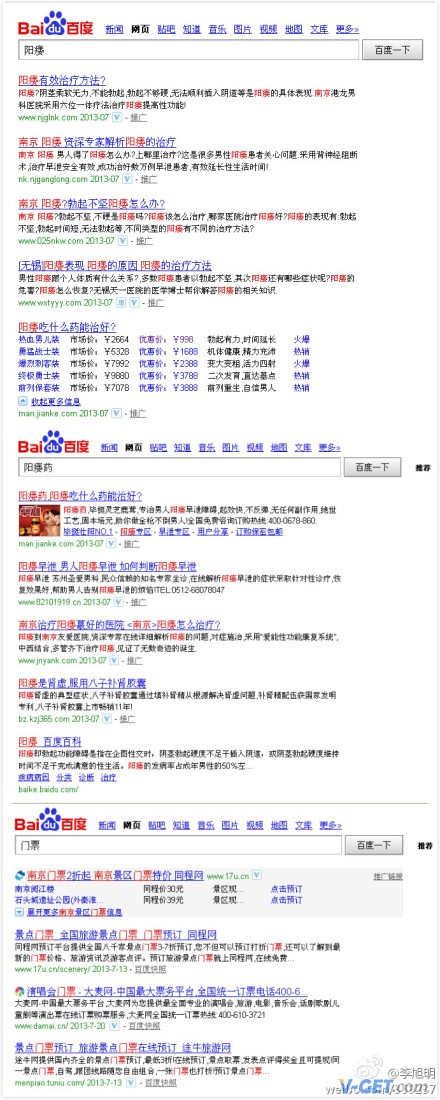 Baidu百度 新闻 网页 贴吧 知道 音乐 图片 视频 地图 文库 更多»
阳痿 百度一下
阳痿有效治疗方法?
阳痿?阴茎柔软无力,不能勃起,勃起不够硬,无法顺利插入阴道等是阳痿的具体表现.南京港龙男
科医院采用六位一体疗法治疗阳痿提高性功能!
www.njglnk.com 2013-07 V - 推广
南京 阳痿 资深专家解析阳痿的治疗
南京 阳痿 男人得了阳痿怎么办?上哪里治疗?这是很多男性阳痿患者关心问题.采用背神经阻断
术,治疗早泄安全有效,成功治好数万例早泄患者,有效延长性生活时间!
nk.njganglong.com 2013-07 V - 推广
南京 阳痿?勃起不坚阳痿怎么办?
阳痿?勃起不坚,不硬是阳痿吗?阳痿该怎么治疗,哪家医院治疗阳痿好?阳痿的表现有:勃起
不坚,勃起时间短,无法勃起等,不同类型的阳痿有不同的治疗方法?
www.025nkw.com 2013-07 V - 推广
[无锡]阳痿表现 阳痿的原因 阳痿的治疗方法
男性阳痿跟个人体质有什么关系?,多数阳痿患者以勃起不坚,其次阳痿还有哪些症状呢?阳痿的
危害?阳痿怎么恢复?无锡天一医院的医学博士帮你解答阳痿的相关知识.
www.wxtyyy.com 2013-07 V - 推广
阳痿吃什么药能治好?
热血男儿装 市场价：￥2664 优惠价：￥998 勃起有力,时间延长 火爆
勇猛战士装 市场价：￥5328 优惠价：￥1688 机体健康,精力充沛 热销
爆烈刺客装 市场价：￥7992 优惠价：￥2388 变大变粗,活力四射 火爆
终极勇士装 市场价：￥9880 优惠价：￥3788 二次发育,直达基点 热销
前列保套装 市场价：￥7078 优惠价：￥3888 前列重生,自信男人 热销
收起更多信息
man.jianke.com 2013-07 V - 推广
Baidu百度 新闻 网页 贴吧 知道 音乐 图片 视频 地图 文库 更多»
阳痿药 百度一下 推荐
阳痿药,阳痿吃什么药能治好?
阳痿药,毕挺灵芝鹿茸,专治男人阳痿早泄障碍,起效快,不反弹,无任何副作用,绝世
工艺,固本培元,助你做全枪不倒男人!全国免费咨询订购热线:400-0678-860.
毕挺壮阳NO.1 - 阳痿专区 - 早泄专区 - 用户分享 - 订购保密包邮
man.jianke.com 2013-07 V - 推广
阳痿早泄 男人阳痿早泄 如何判断阳痿早泄
阳痿早泄 苏州圣爱男科,民众信赖的知名专家坐诊,在线解析阳痿早泄的症状采取针对性诊疗,恢
复效果好,帮助男人告别阳痿早泄的烦恼!TEL:0512-68078047
www.82101919.cn 2013-07 V - 推广
南京治疗阳痿最好的医院 <南京>阳痿怎么治疗?
阳痿到南京友爱医院,资深专家在线详细解析阳痿的问题,对症施治,采用"爱能性功能康复系统",
中西结合,多管齐下治疗阳痿,见证了无数奇迹的诞生.
www.jnyank.com 2013-07 V - 推广
阳痿是肾虚,服用八子补肾胶囊
阳痿肾虚的典型症状,八子补肾胶囊通过填补肾精从根源解决肾虚问题,补肾精配伍获国家发明
专利,八子补肾胶囊上市畅销11年!
bz.kzj365.com 2013-07 V - 推广
阳痿_百度百科
阳痿即勃起功能障碍是指在企图性交时，阴茎勃起硬度不足于插入阴道，或阴茎勃起硬度维持
时间不足于完成满意的性生活。阳痿的发病率占成年男性的50%左...
疾病病因 分类 诊断 治疗
baike.baidu.com/
Baidu百度 新闻 网页 贴吧 知道 音乐 图片 视频 地图 文库 更多»
门票 百度一下 推荐
南京门票2折起 南京景区门票特价 同程网 www.17u.cn V 推广链接
南京阅江楼 同程价30元 景区现... 点击预订
石头城遗址公园(外秦淮... 同程价39元 景区现... 点击预订
展开更多南京景区门票信息
景点门票_全国旅游景点门票_门票预订_同程网
同程网预订平台提供全国八千家景点门票3-7折预订,您不但可以预订打折门票,还可以了解到最
新的门票价格、旅游资讯及游客点评。预订旅游景点门票就上同程网,在线免费...
www.17u.cn/scenery/ 2013-7-13 - 百度快照
演唱会门票 - 大麦网-中国最大票务平台,全国统一订票电话400-6...
大麦网-中国最大票务平台,大麦网为您提供最全面专业的演唱会,旅游,电影,音乐会,话剧歌剧儿
童剧等演出票在线订票购票服务,大麦网全国统一订票热线 400-610-3721
www.damai.cn/ 2013-7-20 - 百度快照
景点门票预订_打折旅游景点门票在线预订_途牛旅游网
途牛网提供国内外齐全的景点门票预订,最低3折在线预订,景点取票,发表点评得奖金且可提现!同
一景点,自驾,跟团线路随您自由组合,一张门票也打折!预订景点门票...
menpiao.tuniu.com/ 2013-7-13 - 百度快照
@李旭明
V-GET.com